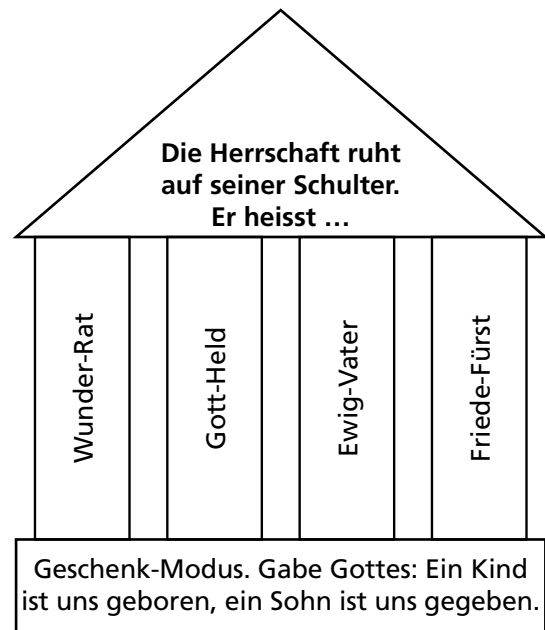 Die Herrschaft ruht
auf seiner Schulter.
Er heisst …
Wunder-Rat
Gott-Held
Ewig-Vater
Friede-Fürst
Geschenk-Modus. Gabe Gottes: Ein Kind
ist uns geboren, ein Sohn ist uns gegeben.